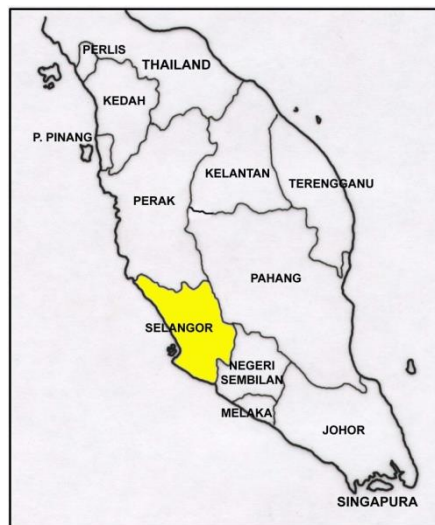 PERLIS
THAILAND
KEDAH
P. PINANG
KELANTAN
TERENGGANU
PERAK
PAHANG
SELANGOR
NEGERI
SEMBILAN
MELAKA
JOHOR
SINGAPURA